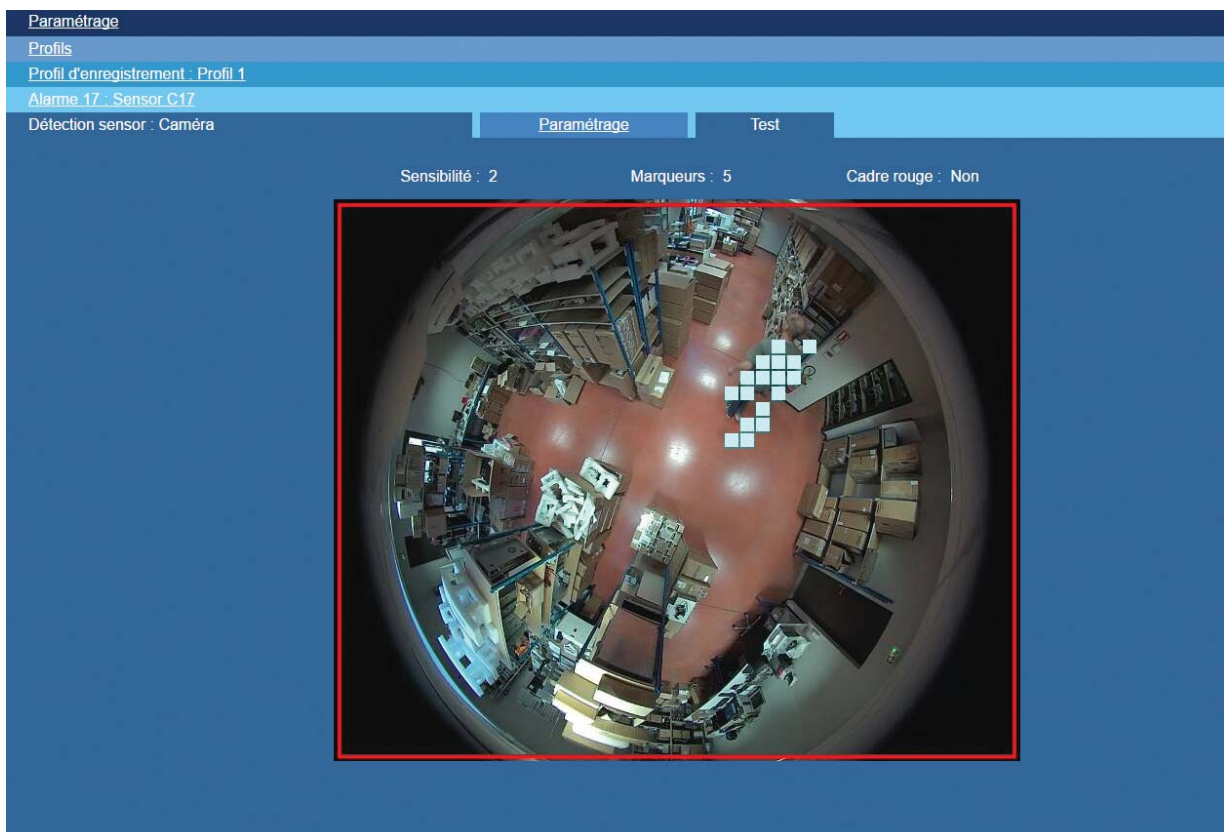 Paramétrage
Profils
Profil d'enregistrement : Profil 1
Alarme 17 : Sensor C17
Détection sensor : Caméra Paramétrage Test
Sensibilité : 2 Marqueurs : 5 Cadre rouge : Non